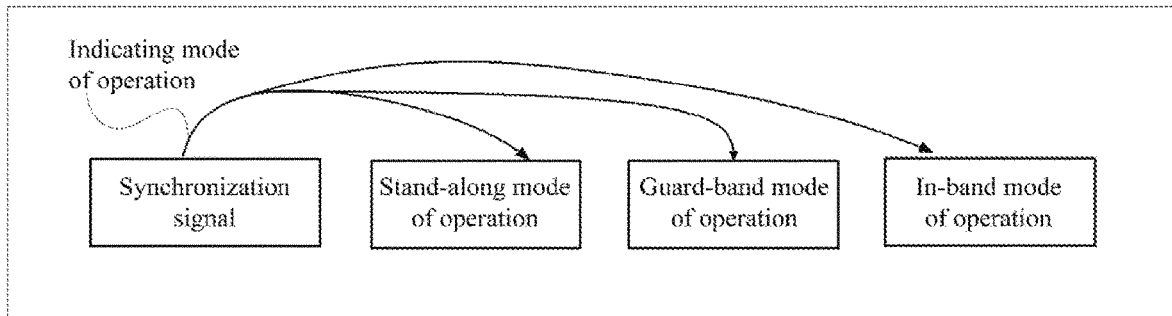 Indicating mode
of operation
Synchronization
signal
Stand-along mode
of operation
Guard-band mode
of operation
In-band mode
of operation